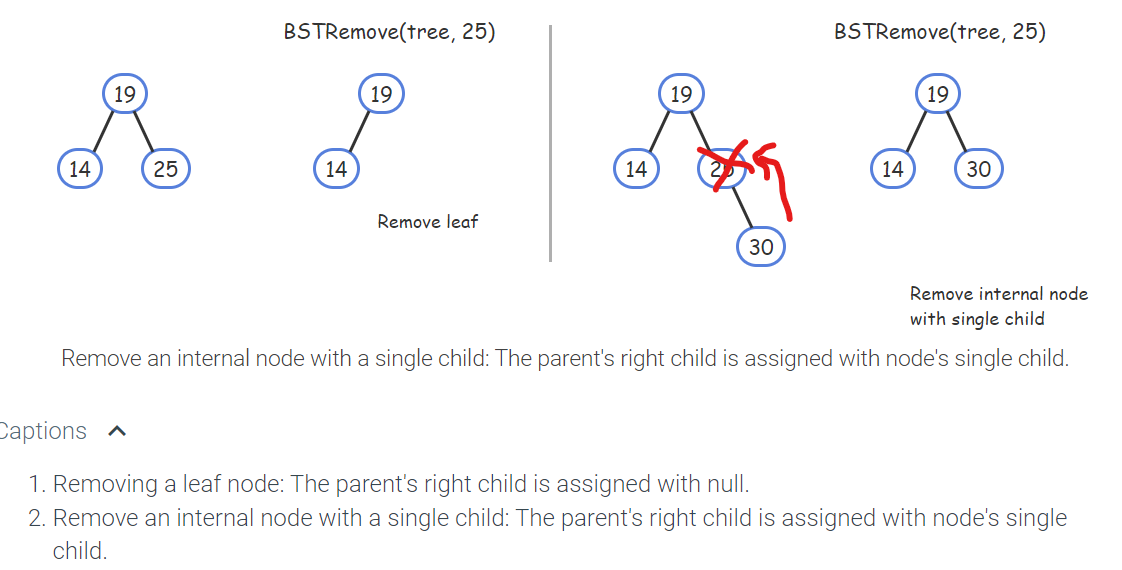 BSTRemove(tree, 25)
BSTRemove(tree, 25)
19
19
19
19
14
25
14
14
25
14
30
Remove leaf
30
Remove internal node
with single child
Remove an internal node with a single child: The parent's right child is assigned with node's single child.
Captions
1. Removing a leaf node: The parent's right child is assigned with null.
2. Remove an internal node with a single child: The parent's right child is assigned with node's single
child.